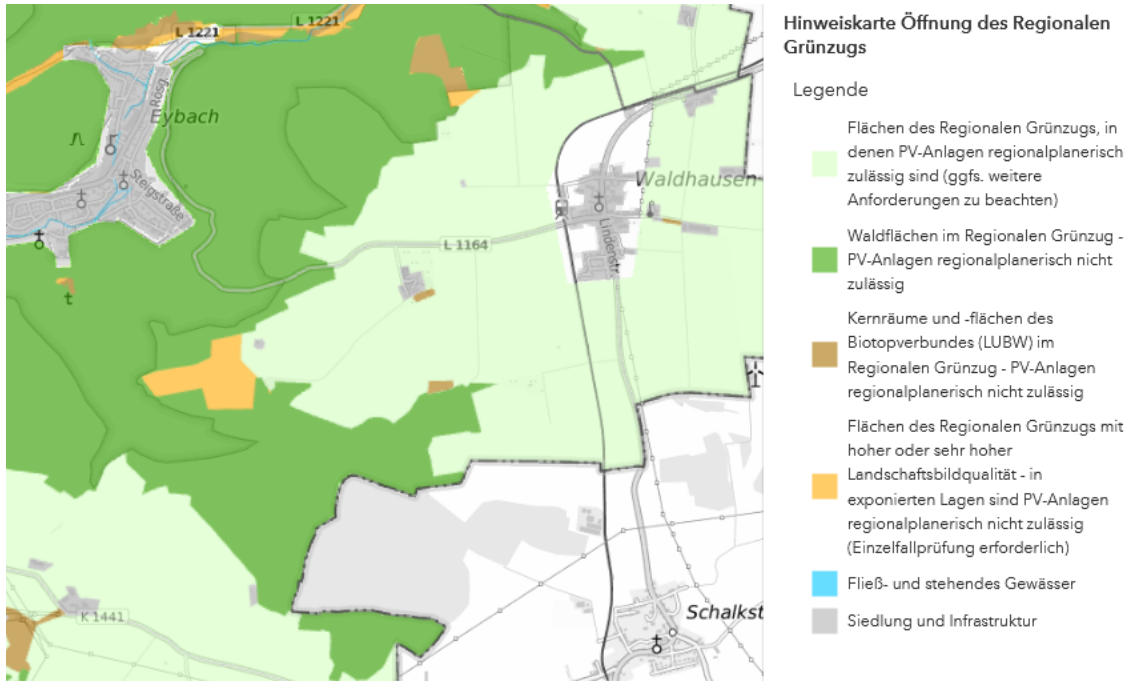 L 1221
L 1221
E.Rösg.
Eybach
Steigstraße
Waldhausen
Lindenstr.
L 1164
K 1441
Schalkst
Hinweiskarte Öffnung des Regionalen
Grünzugs
Legende
Flächen des Regionalen Grünzugs, in
denen PV-Anlagen regionalplanerisch
zulässig sind (ggfs. weitere
Anforderungen zu beachten)
Waldflächen im Regionalen Grünzug -
PV-Anlagen regionalplanerisch nicht
zulässig
Kernräume und -flächen des
Biotopverbundes (LUBW) im
Regionalen Grünzug - PV-Anlagen
regionalplanerisch nicht zulässig
Flächen des Regionalen Grünzugs mit
hoher oder sehr hoher
Landschaftsbildqualität - in
exponierten Lagen sind PV-Anlagen
regionalplanerisch nicht zulässig
(Einzelfallprüfung erforderlich)
Fließ- und stehendes Gewässer
Siedlung und Infrastruktur